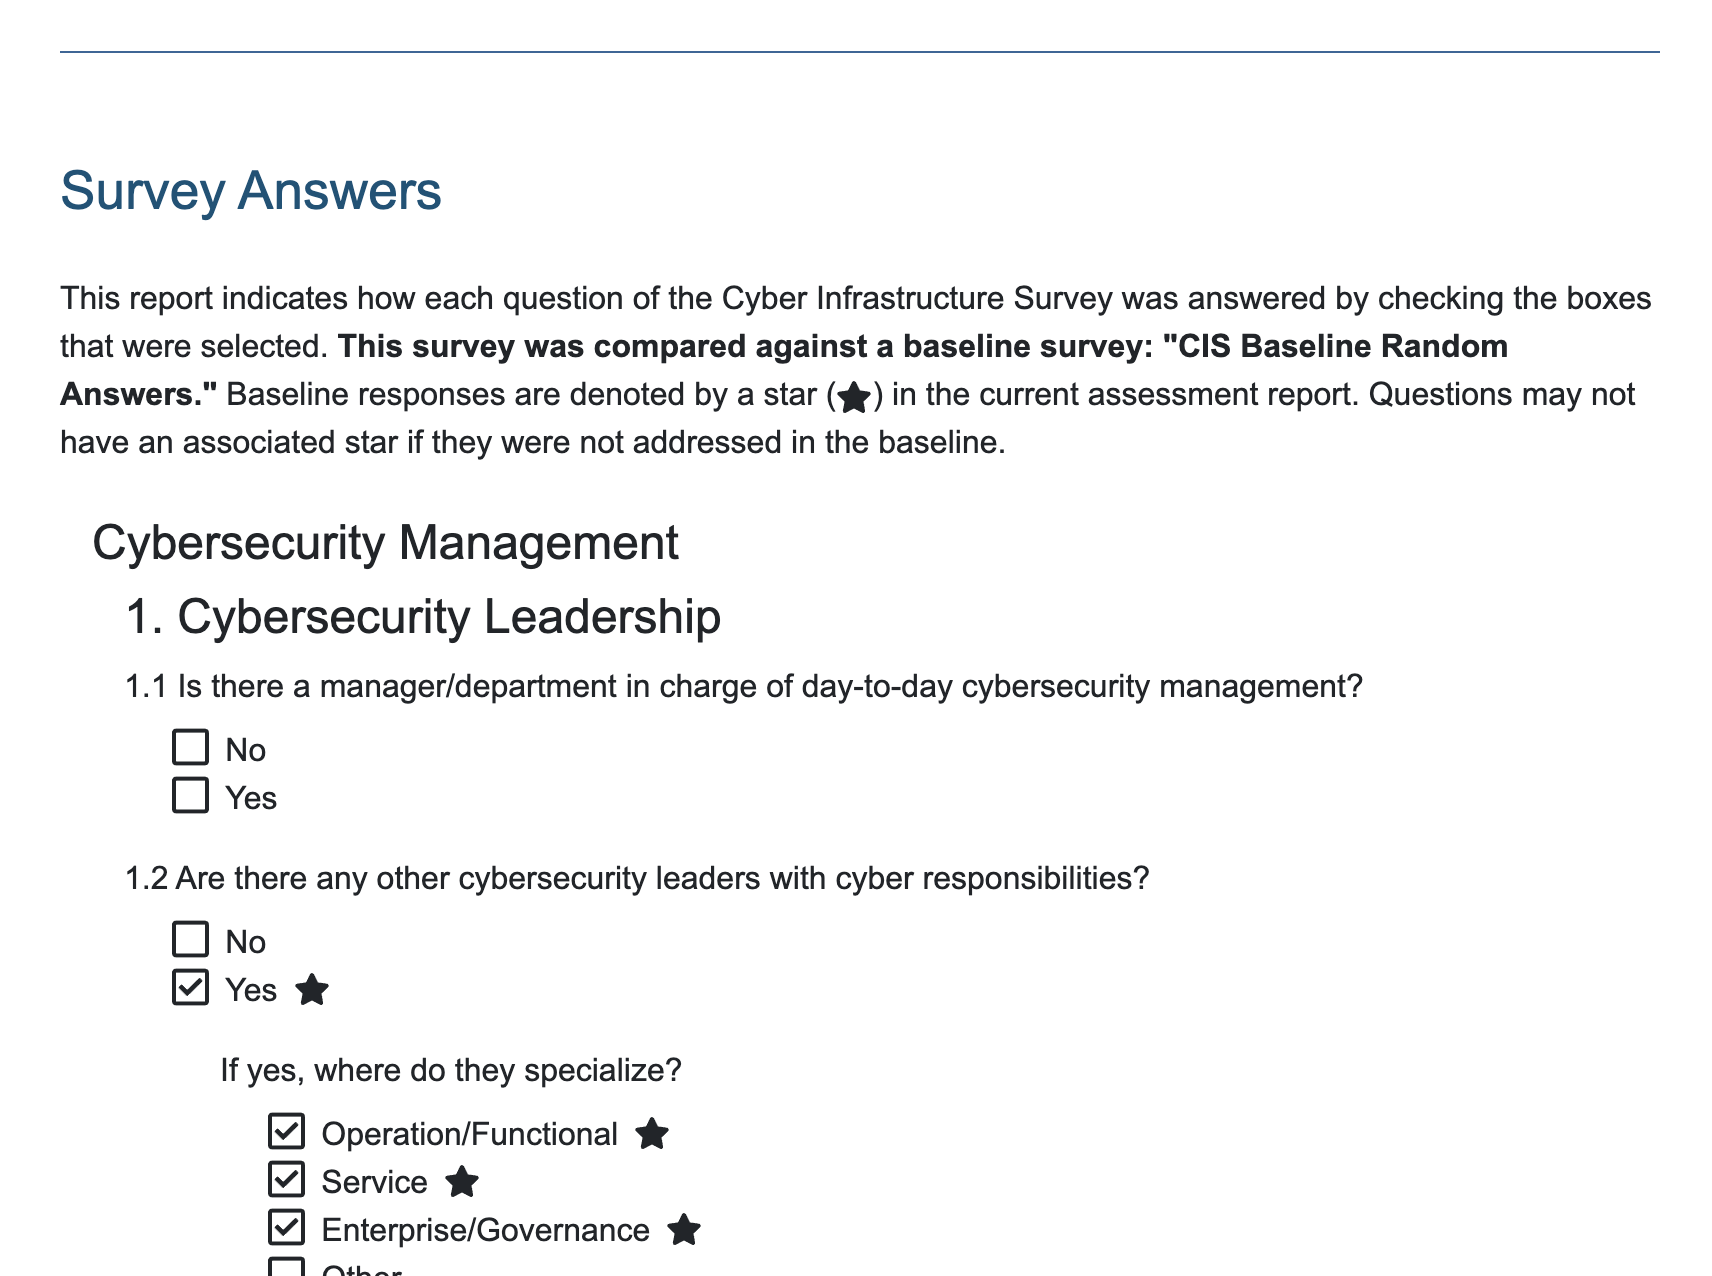 Survey Answers
This report indicates how each question of the Cyber Infrastructure Survey was answered by checking the boxes
that were selected. This survey was compared against a baseline survey: "CIS Baseline Random
Answers." Baseline responses are denoted by a star (★) in the current assessment report. Questions may not
have an associated star if they were not addressed in the baseline.
Cybersecurity Management
1. Cybersecurity Leadership
1.1 Is there a manager/department in charge of day-to-day cybersecurity management?
No
Yes
1.2 Are there any other cybersecurity leaders with cyber responsibilities?
No
Yes ★
If yes, where do they specialize?
Operation/Functional ★
Service ★
Enterprise/Governance ★
Other